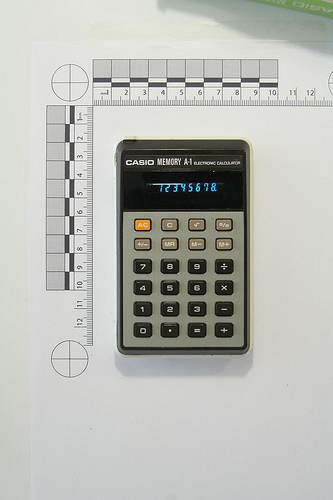 CASIO
1 2 3 4 5 6 7 8 9 10 11 12
1 2 3 4 5 6 7 8 9 10 11 12
CASIO MEMORY A-1 ELECTRONIC CALCULATOR
12345678.
AC C √ %
+/− MR M− M+
7 8 9 ÷
4 5 6 ×
1 2 3 −
0 • = +